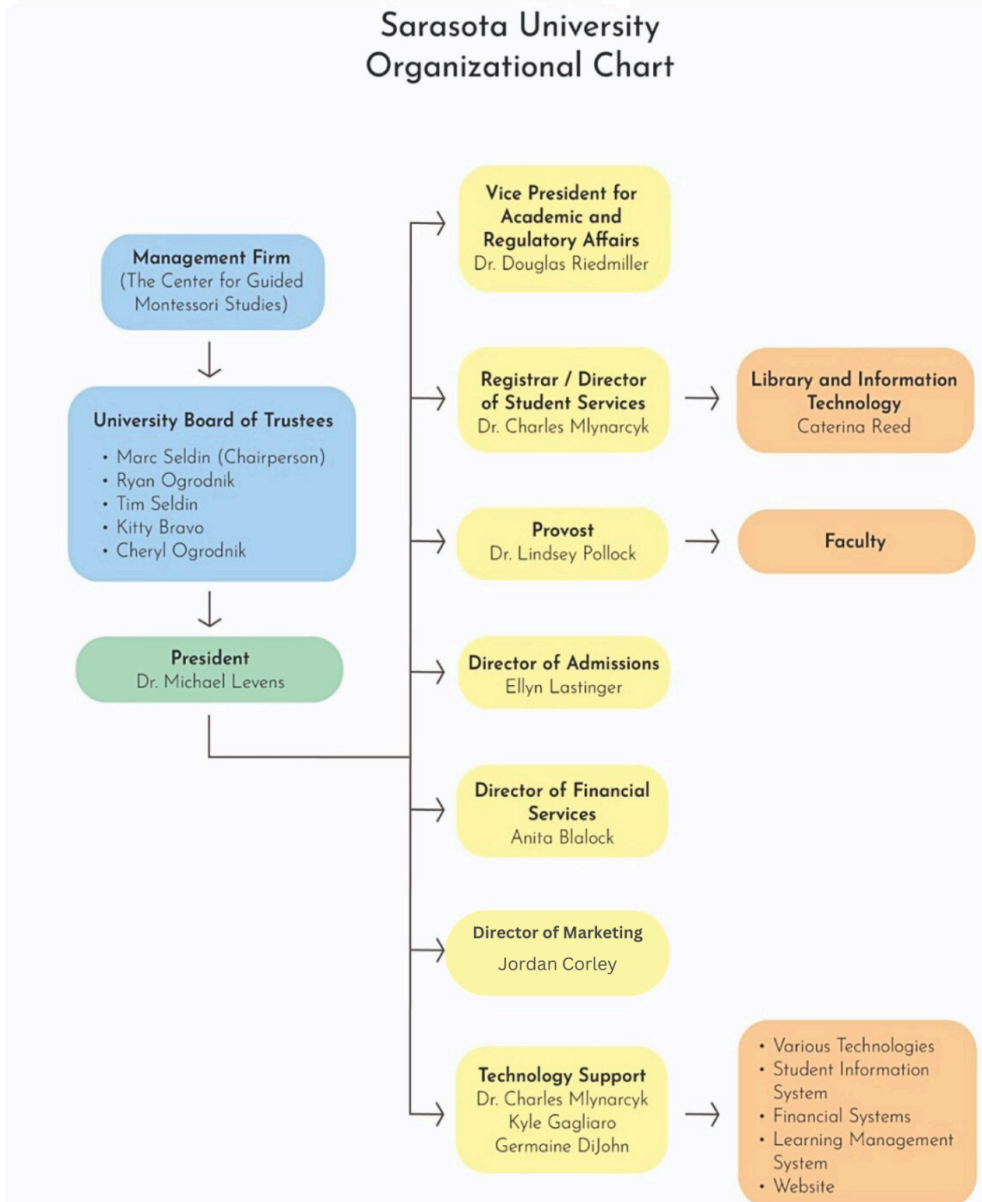 Sarasota University
Organizational Chart
Management Firm
(The Center for Guided
Montessori Studies)
University Board of Trustees
• Marc Seldin (Chairperson)
• Ryan Ogrodnik
• Tim Seldin
• Kitty Bravo
• Cheryl Ogrodnik
President
Dr. Michael Levens
Vice President for
Academic and
Regulatory Affairs
Dr. Douglas Riedmiller
Registrar / Director
of Student Services
Dr. Charles Mlynarcyk
Library and Information
Technology
Caterina Reed
Provost
Dr. Lindsey Pollock
Faculty
Director of Admissions
Ellyn Lastinger
Director of Financial
Services
Anita Blalock
Director of Marketing
Jordan Corley
Technology Support
Dr. Charles Mlynarcyk
Kyle Gagliaro
Germaine DiJohn
• Various Technologies
• Student Information
System
• Financial Systems
• Learning Management
System
• Website